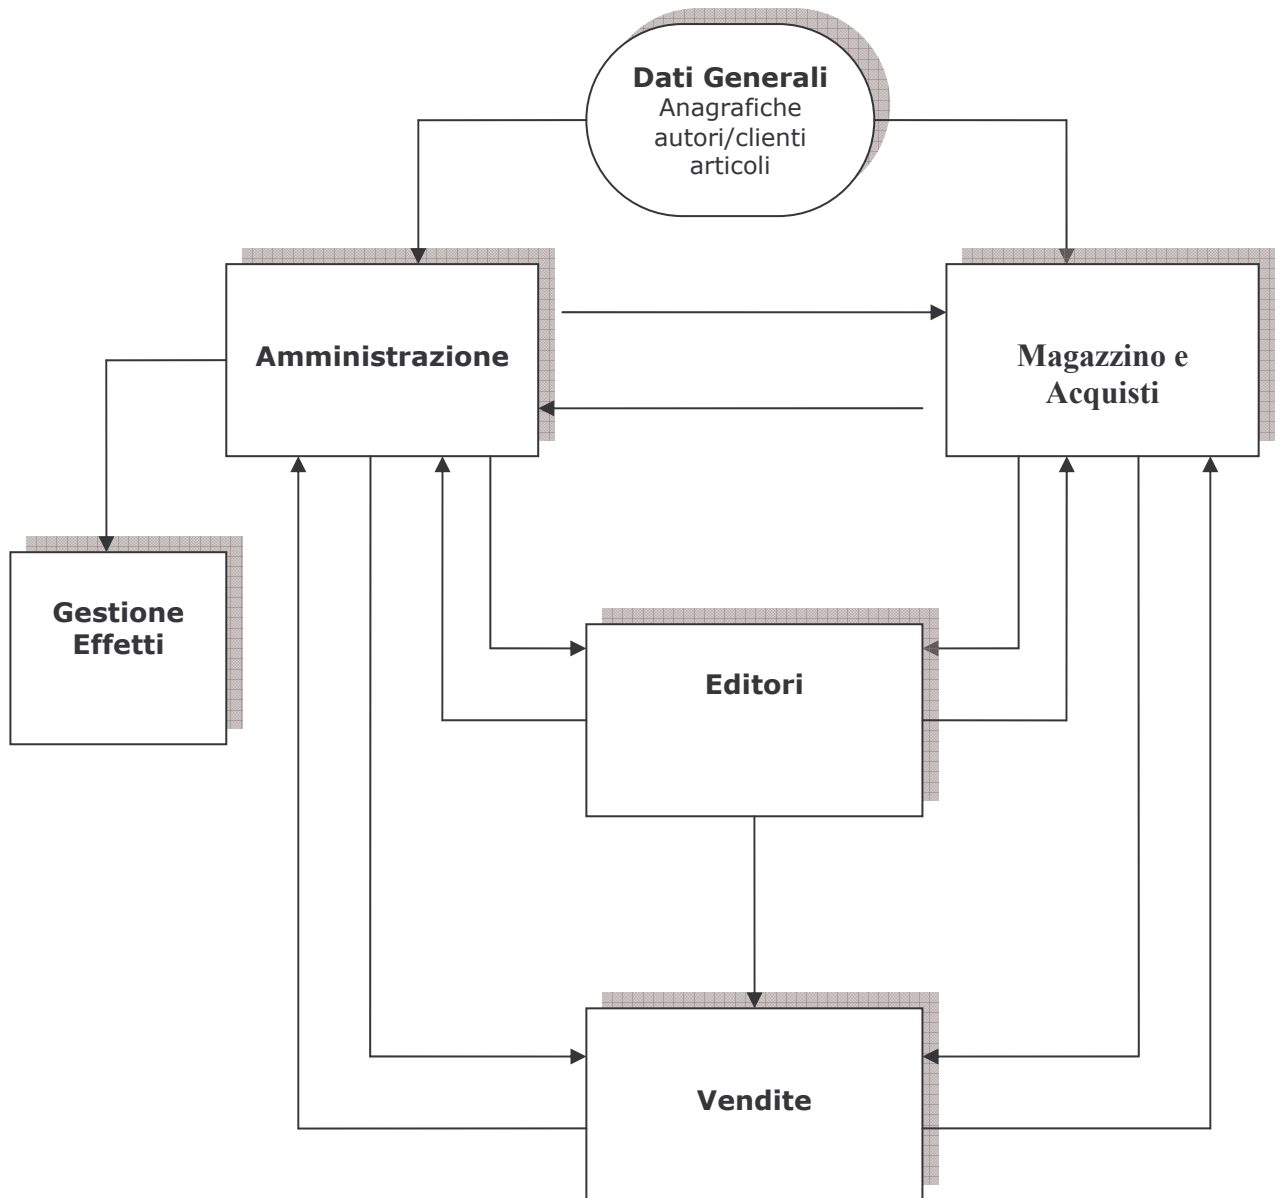 Dati Generali
Anagrafiche
autori/clienti
articoli
Amministrazione
Magazzino e
Acquisti
Gestione
Effetti
Editori
Vendite